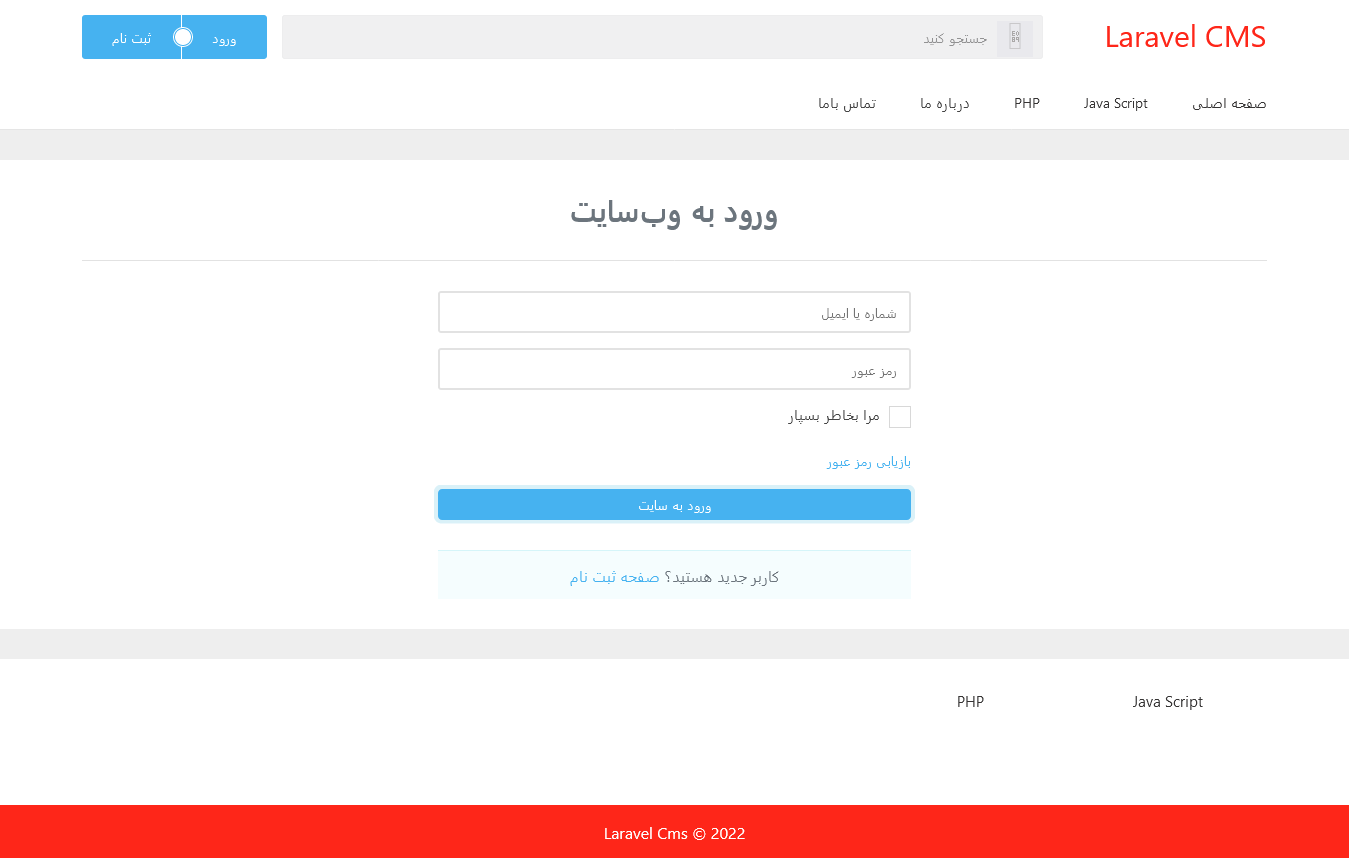 Laravel CMS
جستجو کنید
ورود
ثبت نام
صفحه اصلی
Java Script
PHP
درباره ما
تماس باما
ورود به وب‌سایت
شماره یا ایمیل
رمز عبور
مرا بخاطر بسپار
بازیابی رمز عبور
ورود به سایت
کاربر جدید هستید؟ صفحه ثبت نام
Java Script
PHP
Laravel Cms © 2022